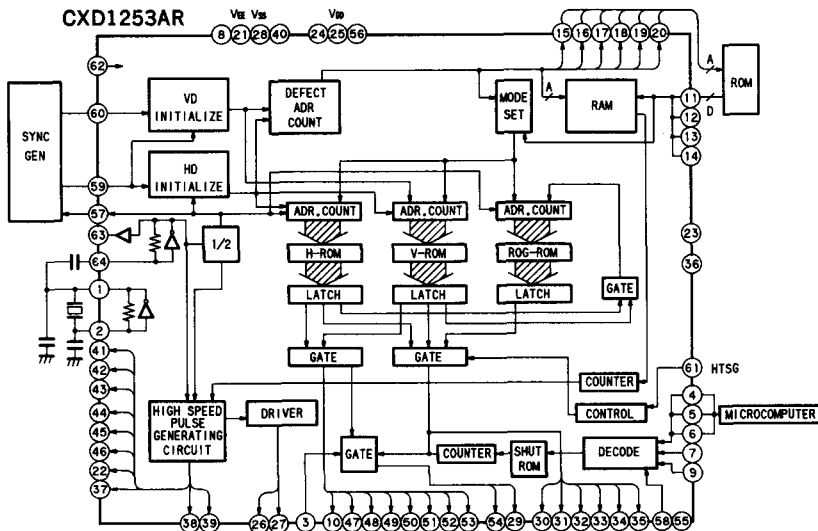 CXD1253AR
VEE VSS VDD
8 21 28 40 24 25 56 15 16 17 18 19 20
62
60
59
57
63
64
1
2
41
42
43
44
45
46
22
37
SYNC GEN
VD INITIALIZE
HD INITIALIZE
DEFECT ADR COUNT
MODE SET
A
RAM
A
D
ROM
11
12
13
14
23
36
1/2
ADR.COUNT ADR.COUNT ADR.COUNT
H-ROM V-ROM ROG-ROM
LATCH LATCH LATCH
GATE
GATE GATE
61 HTSG
COUNTER
CONTROL
4
5
6
7
9
MICROCOMPUTER
HIGH SPEED PULSE GENERATING CIRCUIT
DRIVER
GATE
COUNTER
SHUT ROM
DECODE
38 39 26 27 3 10 47 48 49 50 51 52 53 54 29 30 31 32 33 34 35 58 55